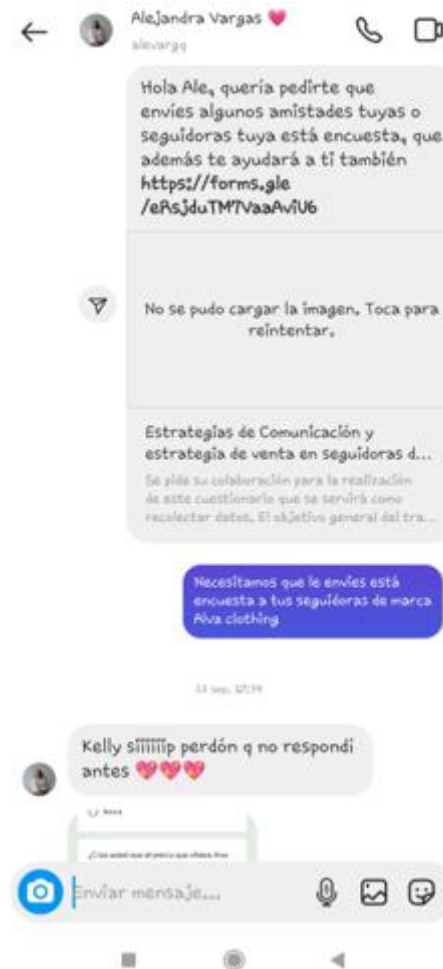 Alejandra Vargas
alevargq
Hola Ale, quería pedirte que
envíes algunos amistades tuyas o
seguidoras tuya está encuesta, que
además te ayudará a ti también
https://forms.gle
/eRsjduTM7VaaAviU6
No se pudo cargar la imagen. Toca para
reintentar.
Estrategias de Comunicación y
estrategia de venta en seguidoras d...
Se pide su colaboración para la realización
de este cuestionario que se servirá como
recolectar datos. El objetivo general del tra...
Necesitamos que le envíes está
encuesta a tus seguidoras de marca
Alva clothing
Kelly síííííp perdón q no respondí
antes 💖💖💖
Enviar mensaje...